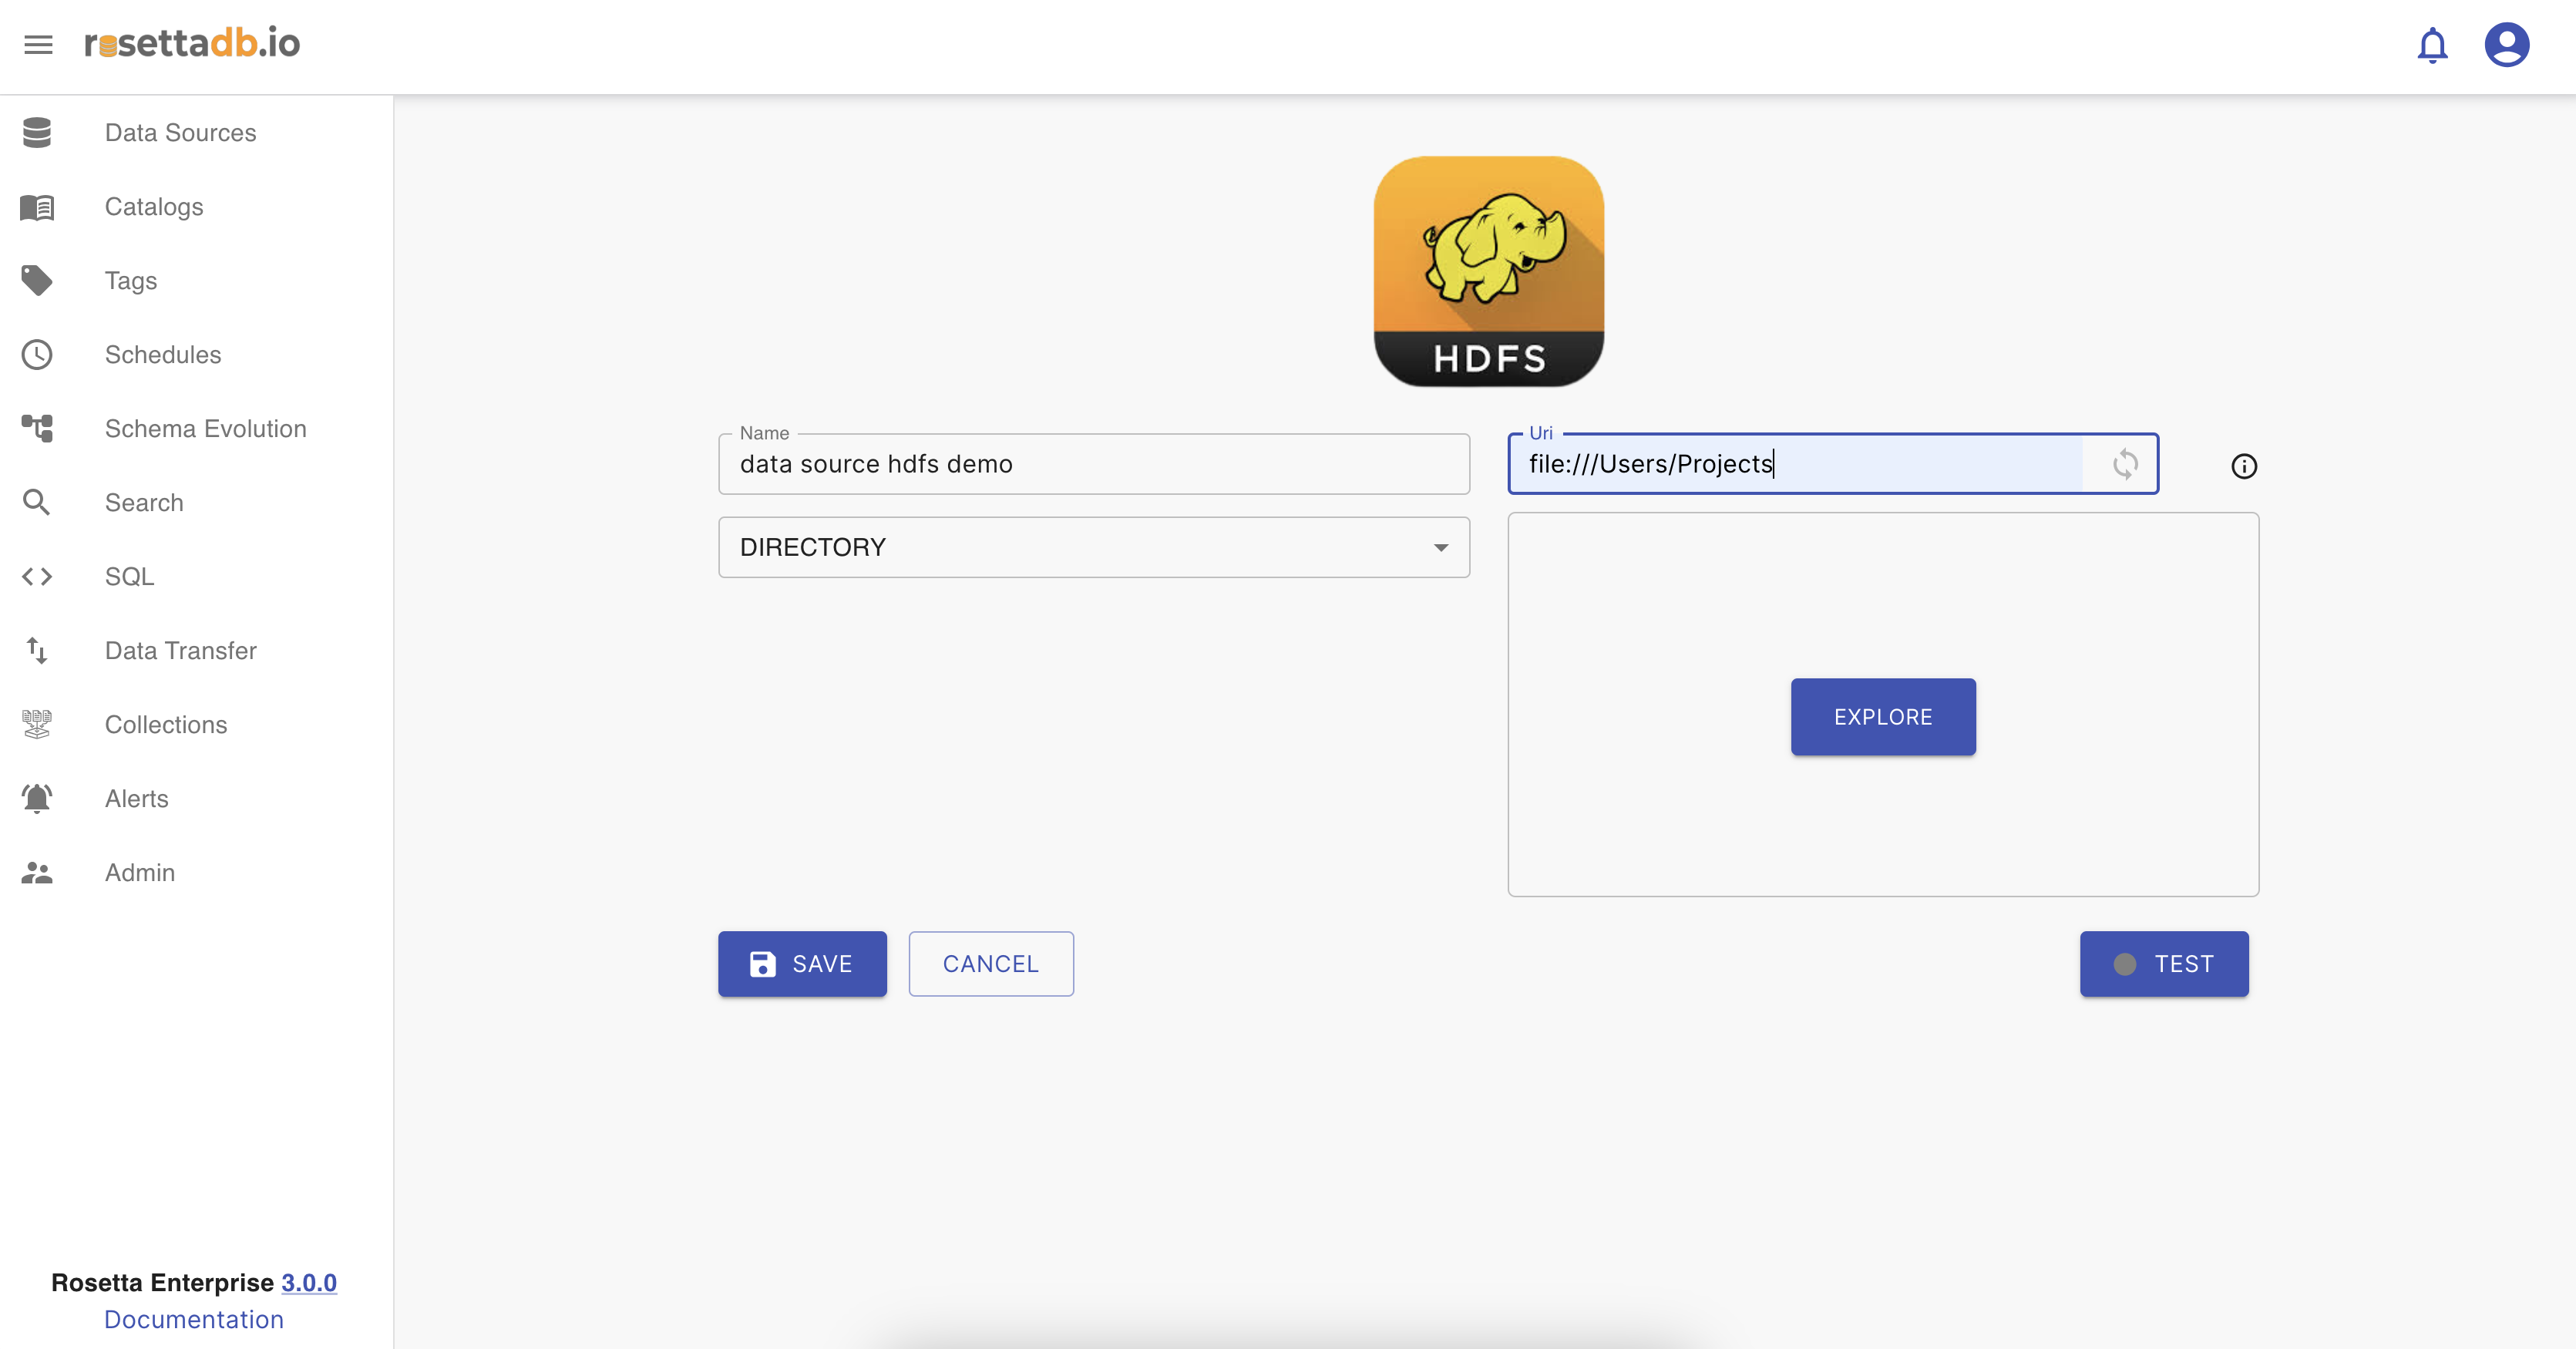 rosettadb.io
Data Sources
Catalogs
Tags
Schedules
Schema Evolution
Search
SQL
Data Transfer
Collections
Alerts
Admin
Rosetta Enterprise 3.0.0
Documentation
HDFS
Name
data source hdfs demo
Uri
file:///Users/Projects
DIRECTORY
EXPLORE
SAVE
CANCEL
TEST